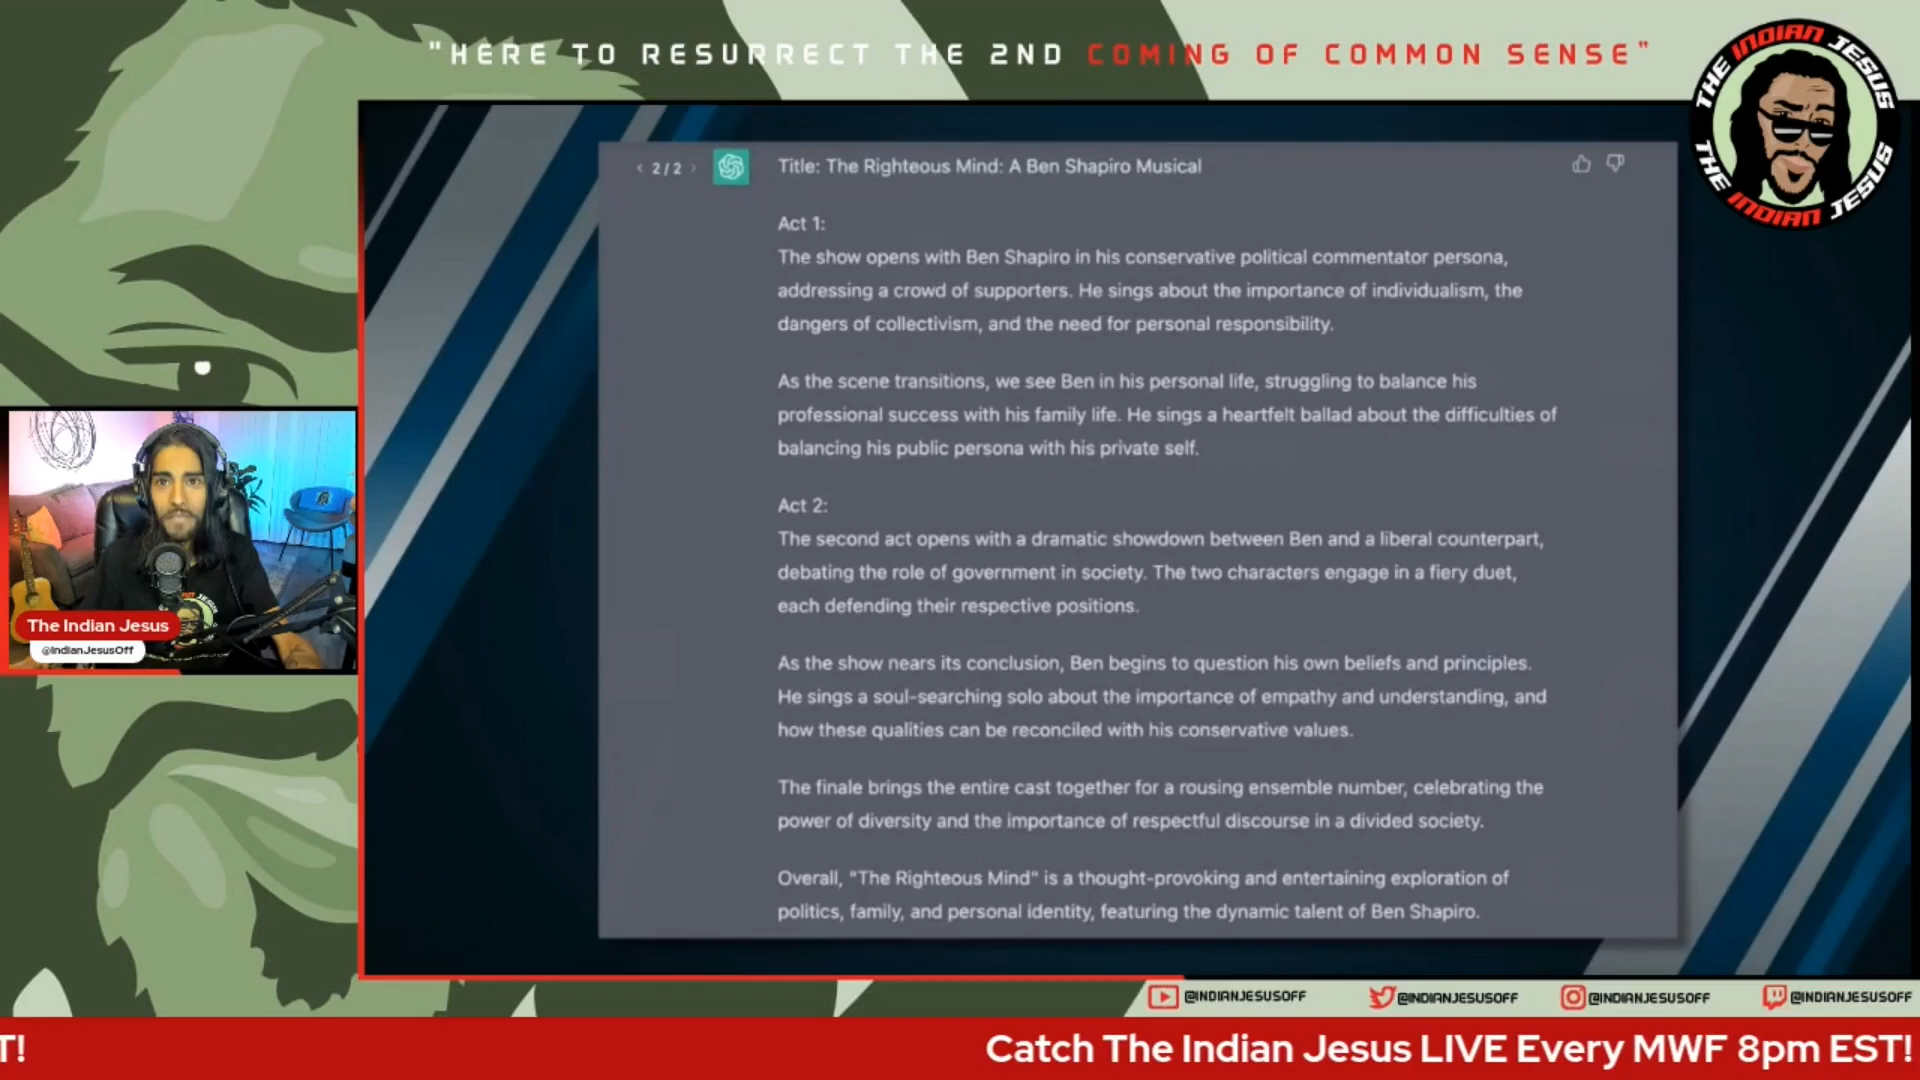 "HERE TO RESURRECT THE 2ND COMING OF COMMON SENSE"
THE INDIAN JESUS
THE INDIAN JESUS
2 / 2
Title: The Righteous Mind: A Ben Shapiro Musical
Act 1:
The show opens with Ben Shapiro in his conservative political commentator persona,
addressing a crowd of supporters. He sings about the importance of individualism, the
dangers of collectivism, and the need for personal responsibility.
As the scene transitions, we see Ben in his personal life, struggling to balance his
professional success with his family life. He sings a heartfelt ballad about the difficulties of
balancing his public persona with his private self.
Act 2:
The second act opens with a dramatic showdown between Ben and a liberal counterpart,
debating the role of government in society. The two characters engage in a fiery duet,
each defending their respective positions.
As the show nears its conclusion, Ben begins to question his own beliefs and principles.
He sings a soul-searching solo about the importance of empathy and understanding, and
how these qualities can be reconciled with his conservative values.
The finale brings the entire cast together for a rousing ensemble number, celebrating the
power of diversity and the importance of respectful discourse in a divided society.
Overall, "The Righteous Mind" is a thought-provoking and entertaining exploration of
politics, family, and personal identity, featuring the dynamic talent of Ben Shapiro.
The Indian Jesus
@IndianJesusOff
@INDIANJESUSOFF
@INDIANJESUSOFF
@INDIANJESUSOFF
@INDIANJESUSOFF
T!
Catch The Indian Jesus LIVE Every MWF 8pm EST!